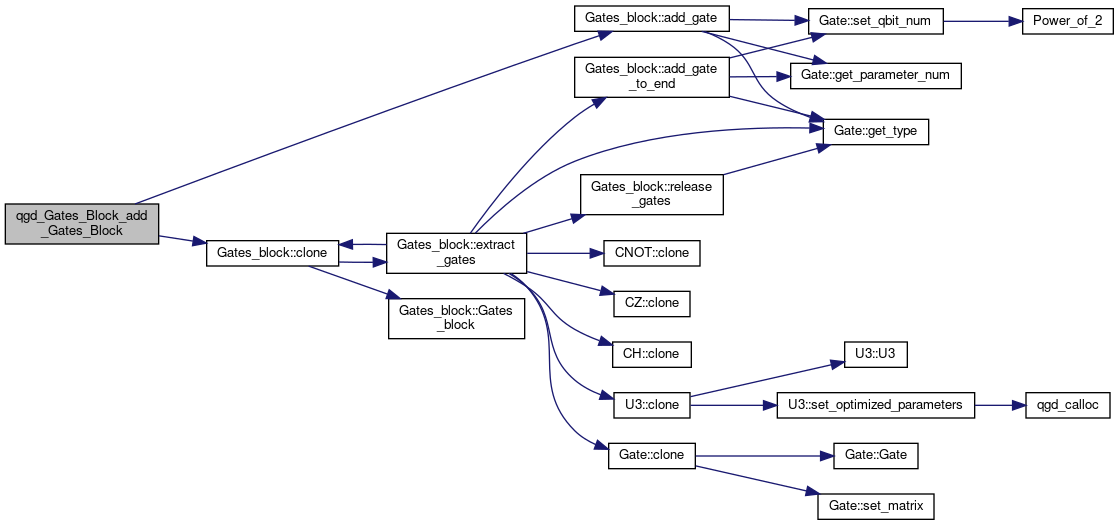 Gates_block::add_gate
Gate::set_qbit_num
Power_of_2
Gates_block::add_gate
_to_end
Gate::get_parameter_num
Gate::get_type
Gates_block::release
_gates
qgd_Gates_Block_add
_Gates_Block
Gates_block::clone
Gates_block::extract
_gates
CNOT::clone
CZ::clone
Gates_block::Gates
_block
CH::clone
U3::U3
U3::clone
U3::set_optimized_parameters
qgd_calloc
Gate::clone
Gate::Gate
Gate::set_matrix